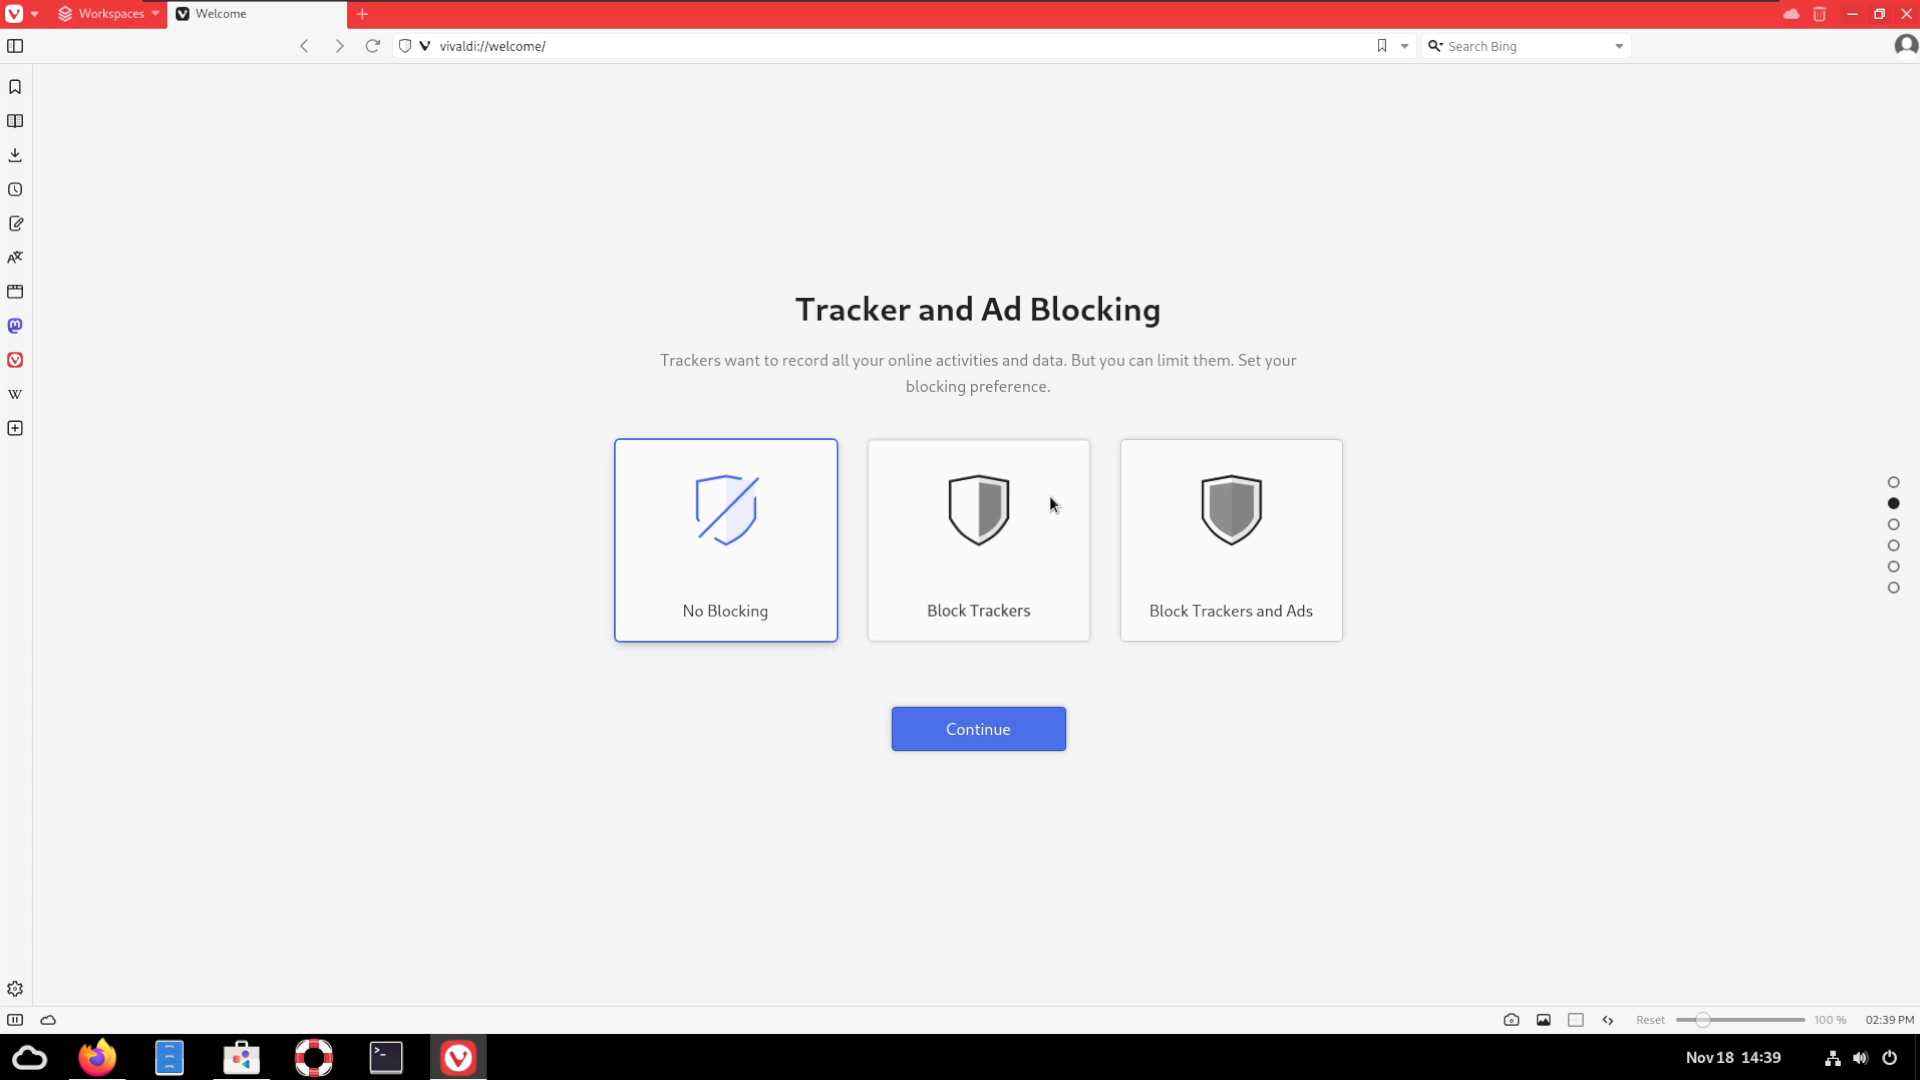 Workspaces
Welcome
vivaldi://welcome/
Search Bing
Tracker and Ad Blocking
Trackers want to record all your online activities and data. But you can limit them. Set your
blocking preference.
No Blocking
Block Trackers
Block Trackers and Ads
Continue
Reset
100 %
02:39 PM
Nov 18 14:39